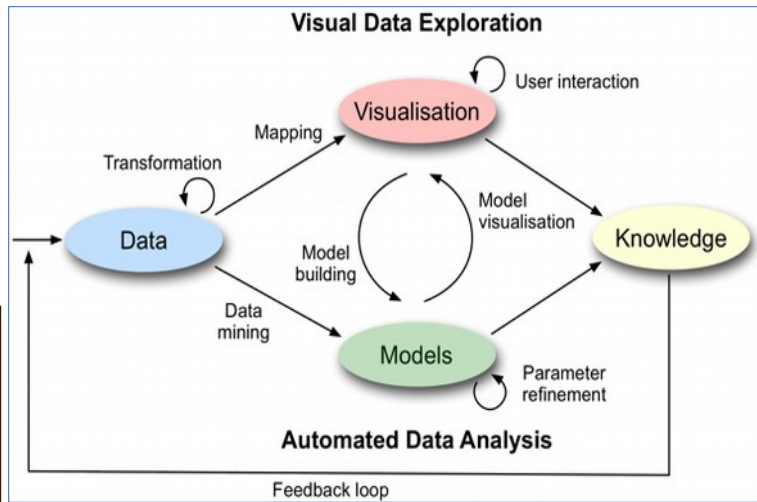 Visual Data Exploration
User interaction
Visualisation
Mapping
Transformation
Model
visualisation
Data
Knowledge
Model
building
Data
mining
Models
Parameter
refinement
Automated Data Analysis
Feedback loop